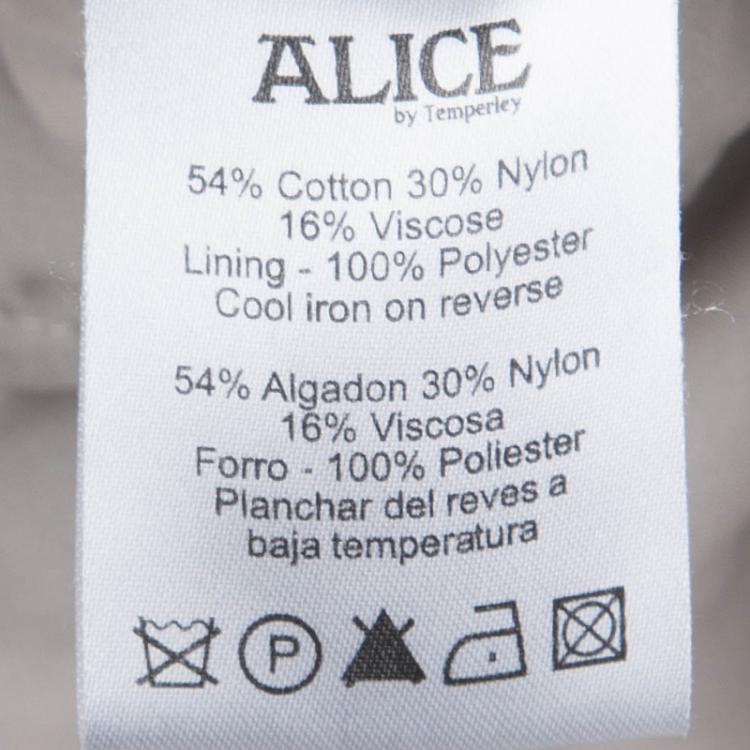 ALICE
by Temperley
54% Cotton 30% Nylon
16% Viscose
Lining - 100% Polyester
Cool iron on reverse
54% Algadon 30% Nylon
16% Viscosa
Forro - 100% Poliester
Planchar del reves a
baja temperatura
P